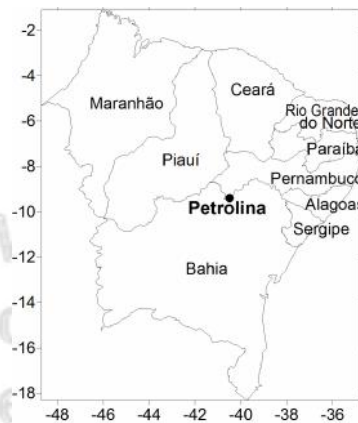 -2
-4
-6
-8
-10
-12
-14
-16
-18
Maranhão
Ceará
Rio Grande
do Norte
Paraíba
Piauí
Pernambuco
Petrolina
Alagoas
Sergipe
Bahia
-48 -46 -44 -42 -40 -38 -36